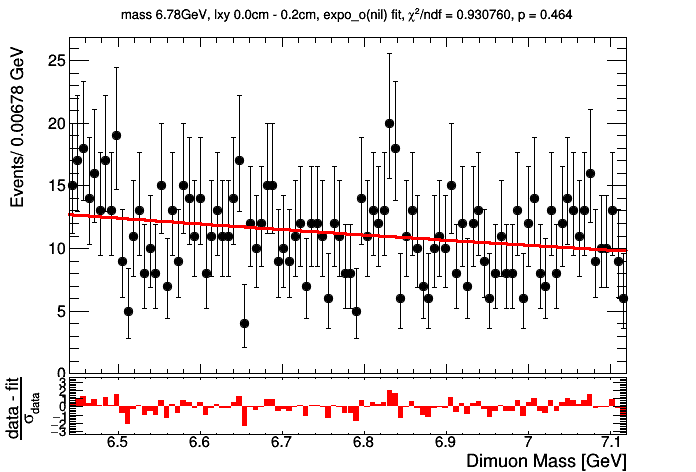 mass 6.78GeV, lxy 0.0cm - 0.2cm, expo_o(nil) fit, χ²/ndf = 0.930760, p = 0.464
Events/ 0.00678 GeV
25
20
15
10
5
0
data - fit
σdata
3
2
1
0
−1
−2
−3
6.5 6.6 6.7 6.8 6.9 7 7.1
Dimuon Mass [GeV]